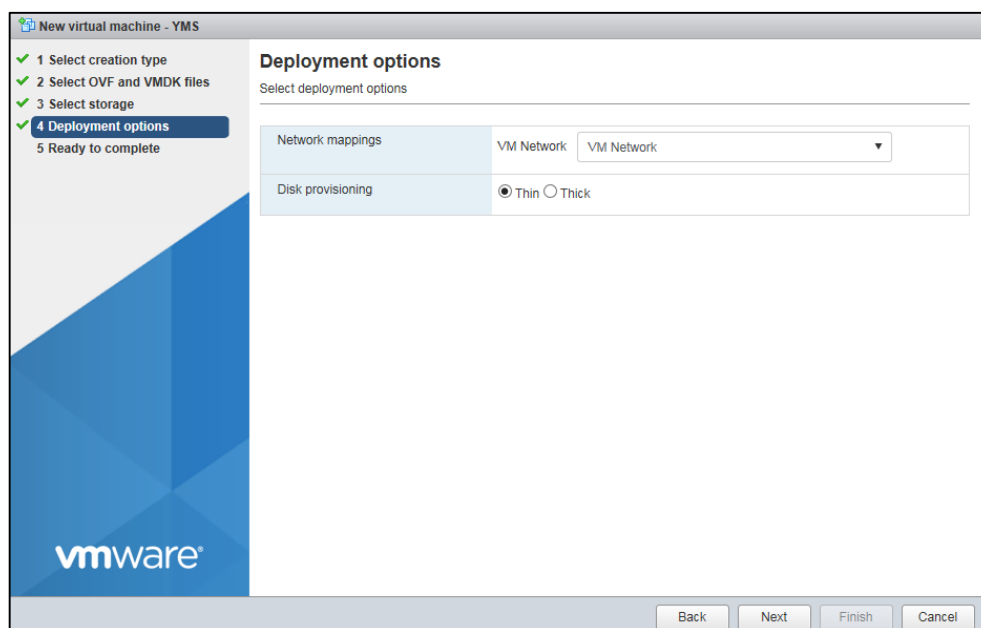 New virtual machine - YMS
1 Select creation type
2 Select OVF and VMDK files
3 Select storage
4 Deployment options
5 Ready to complete
Deployment options
Select deployment options
Network mappings
VM Network VM Network
Disk provisioning
Thin Thick
vmware®
Back Next Finish Cancel